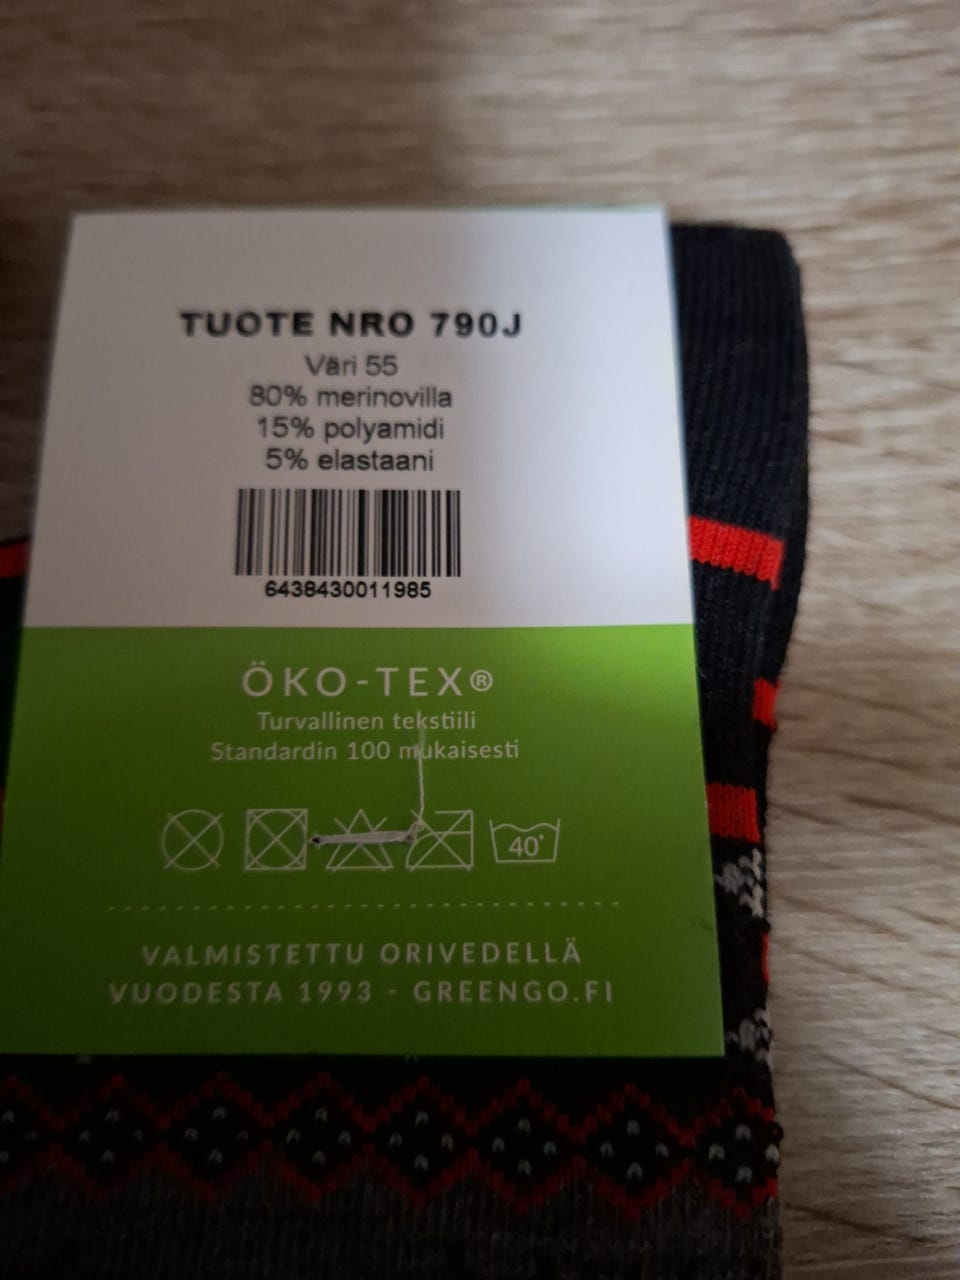 TUOTE NRO 790J
Väri 55
80% merinovilla
15% polyamidi
5% elastaani
6438430011985
ÖKO-TEX®
Turvallinen tekstiili
Standardin 100 mukaisesti
40°
VALMISTETTU ORIVEDELLÄ
VUODESTA 1993 - GREENGO.FI